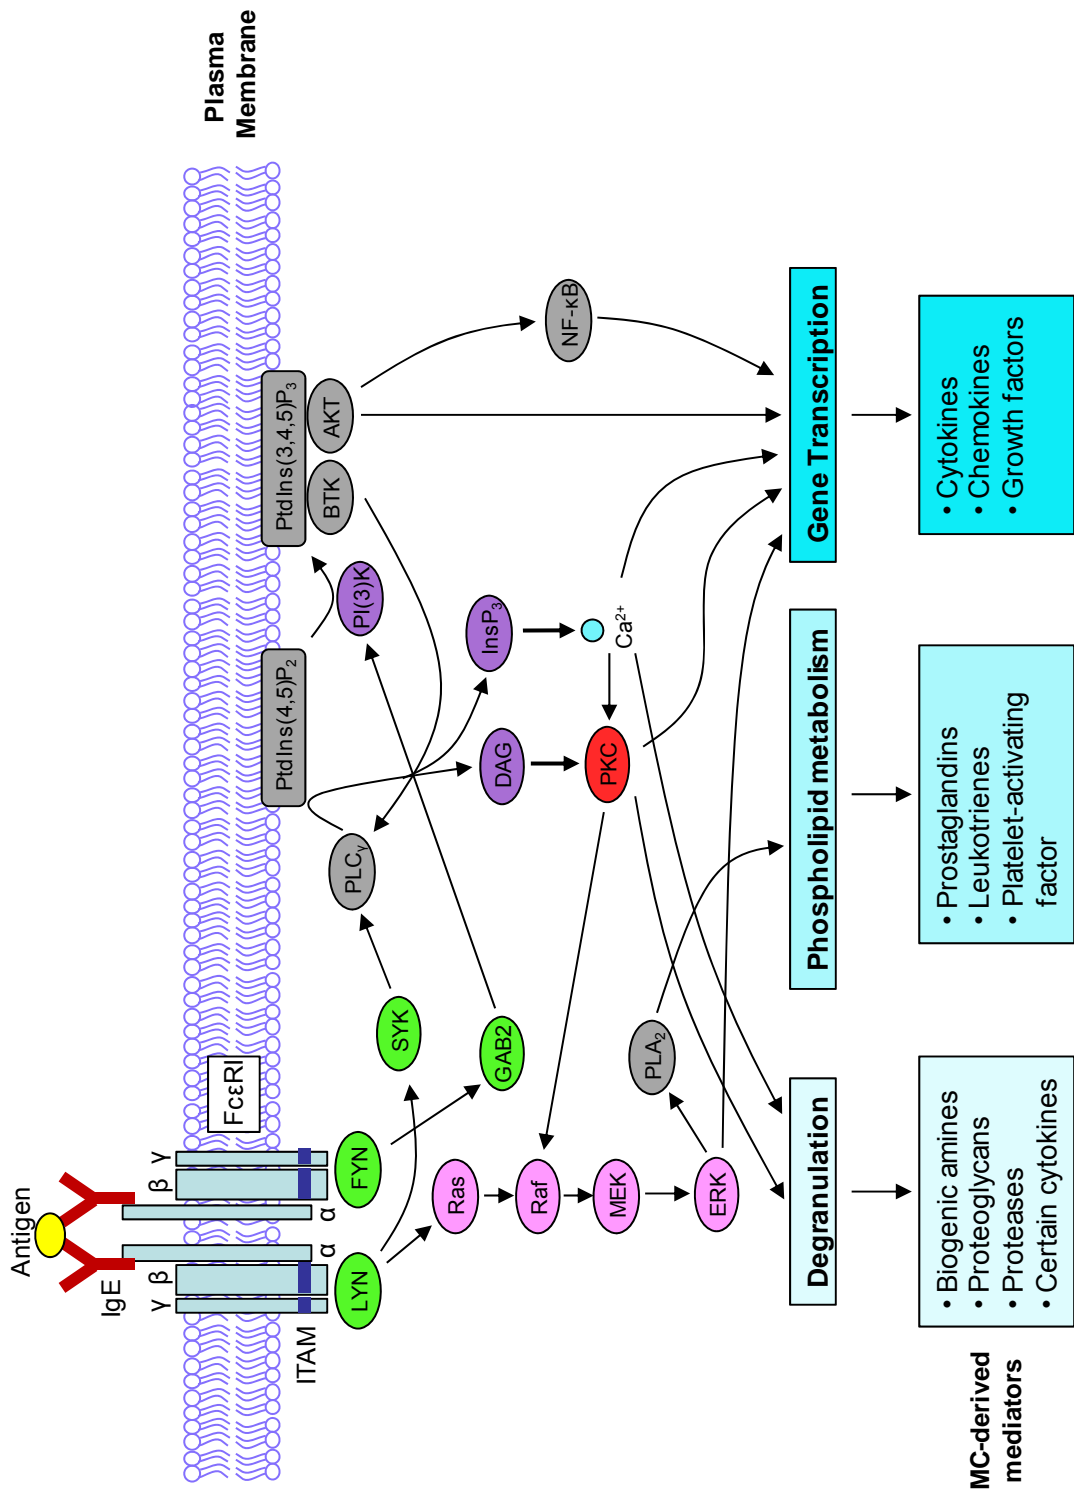 Antigen
IgE
γ
β
α
α
β
γ
FcεRI
Plasma
Membrane
ITAM
LYN
FYN
PtdIns(4,5)P2
PtdIns(3,4,5)P3
PI(3)K
BTK
AKT
SYK
PLCγ
GAB2
DAG
InsP3
Ca2+
PKC
NF-κB
Ras
Raf
MEK
ERK
PLA2
Degranulation
Phospholipid metabolism
Gene Transcription
MC-derived
mediators
• Biogenic amines
• Proteoglycans
• Proteases
• Certain cytokines
• Prostaglandins
• Leukotrienes
• Platelet-activating
factor
• Cytokines
• Chemokines
• Growth factors